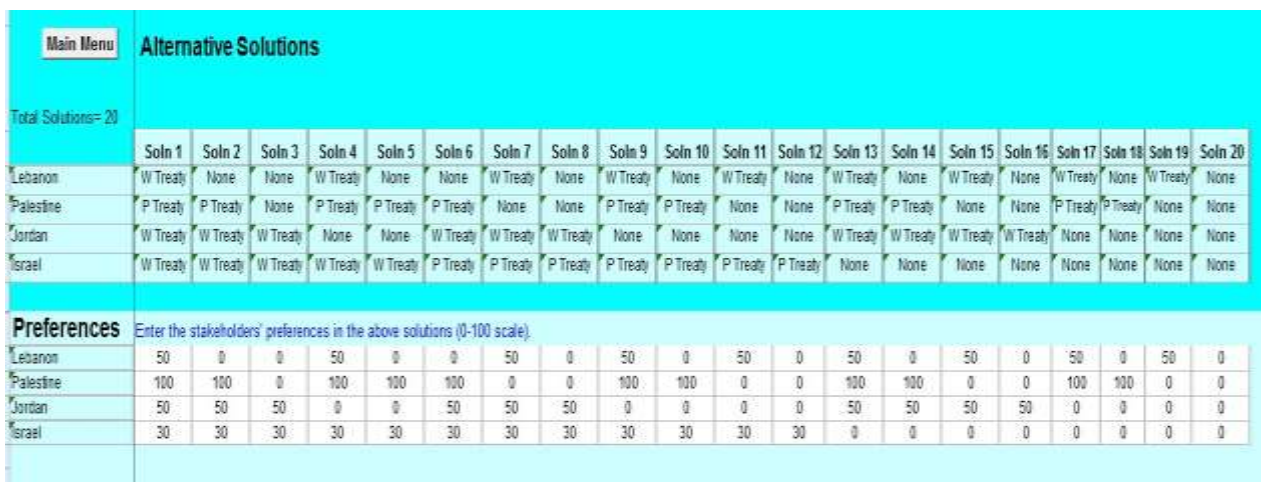 Main Menu Alternative Solutions
Total Solutions= 20
Soln 1 Soln 2 Soln 3 Soln 4 Soln 5 Soln 6 Soln 7 Soln 8 Soln 9 Soln 10 Soln 11 Soln 12 Soln 13 Soln 14 Soln 15 Soln 16 Soln 17 Soln 18 Soln 19 Soln 20
Lebanon W Treaty None None W Treaty None None W Treaty None W Treaty None W Treaty None W Treaty None W Treaty None W Treaty None W Treaty None
Palestine P Treaty P Treaty None P Treaty P Treaty P Treaty None None P Treaty P Treaty None None P Treaty P Treaty None None P Treaty P Treaty None None
Jordan W Treaty W Treaty W Treaty None None W Treaty W Treaty W Treaty None None None None W Treaty W Treaty W Treaty W Treaty None None None None
Israel W Treaty W Treaty W Treaty W Treaty W Treaty P Treaty P Treaty P Treaty P Treaty P Treaty P Treaty P Treaty None None None None None None None None
Preferences Enter the stakeholders' preferences in the above solutions (0-100 scale).
Lebanon 50 0 0 50 0 0 50 0 50 0 50 0 50 0 50 0 50 0 50 0
Palestine 100 100 0 100 100 100 0 0 100 100 0 0 100 100 0 0 100 100 0 0
Jordan 50 50 50 0 0 50 50 50 0 0 0 0 50 50 50 50 0 0 0 0
Israel 30 30 30 30 30 30 30 30 30 30 30 30 0 0 0 0 0 0 0 0